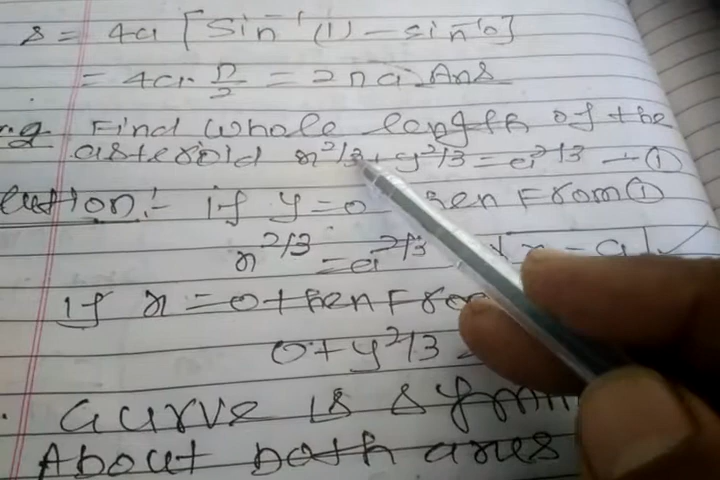 s = 4a [sin⁻¹(1) - sin⁻¹0]
= 4a. π/2 = 2πa Ans
Find whole length of the
asteroid x^2/3 + y^2/3 = a^2/3 - ①
if y=0 From ①
x^2/3 = a^2/3
if x=0 then From
0+y^2/3
curve is
About both axes